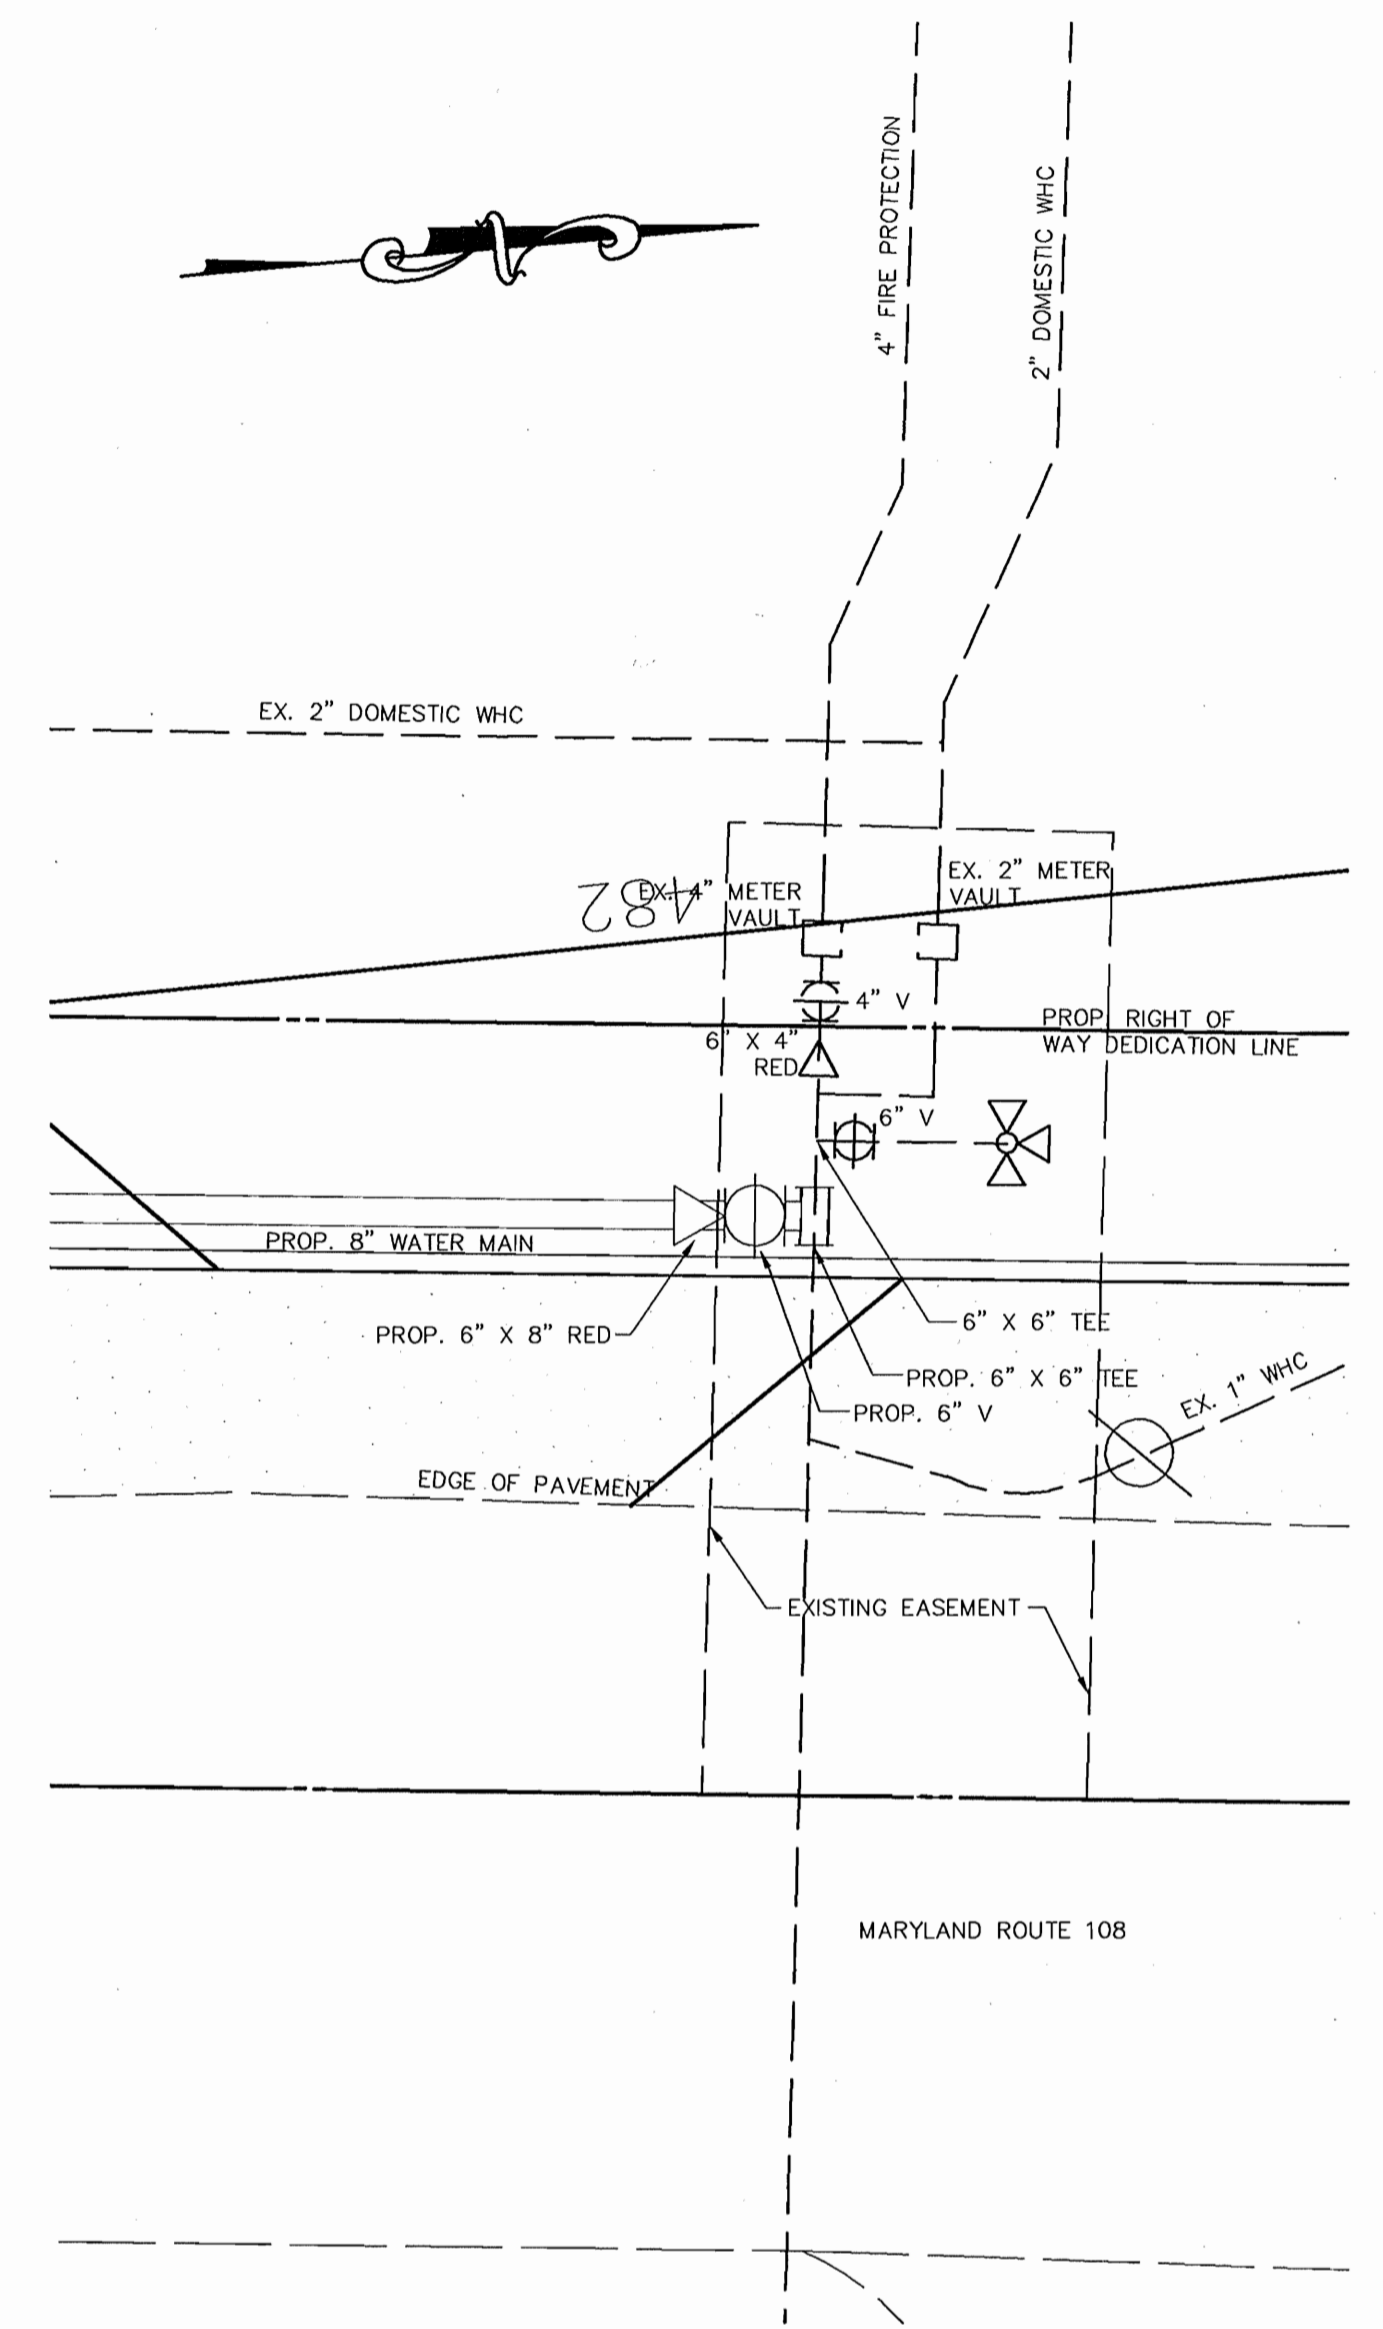 4" FIRE PROTECTION
2" DOMESTIC WHC
EX. 2" DOMESTIC WHC
482
EX. 4" METER
VAULT
EX. 2" METER
VAULT
4" V
PROP. RIGHT OF
WAY DEDICATION LINE
6" X 4"
RED
6" V
PROP. 8" WATER MAIN
PROP. 6" X 8" RED
6" X 6" TEE
PROP. 6" X 6" TEE
PROP. 6" V
EX. 1" WHC
EDGE OF PAVEMENT
EXISTING EASEMENT
MARYLAND ROUTE 108